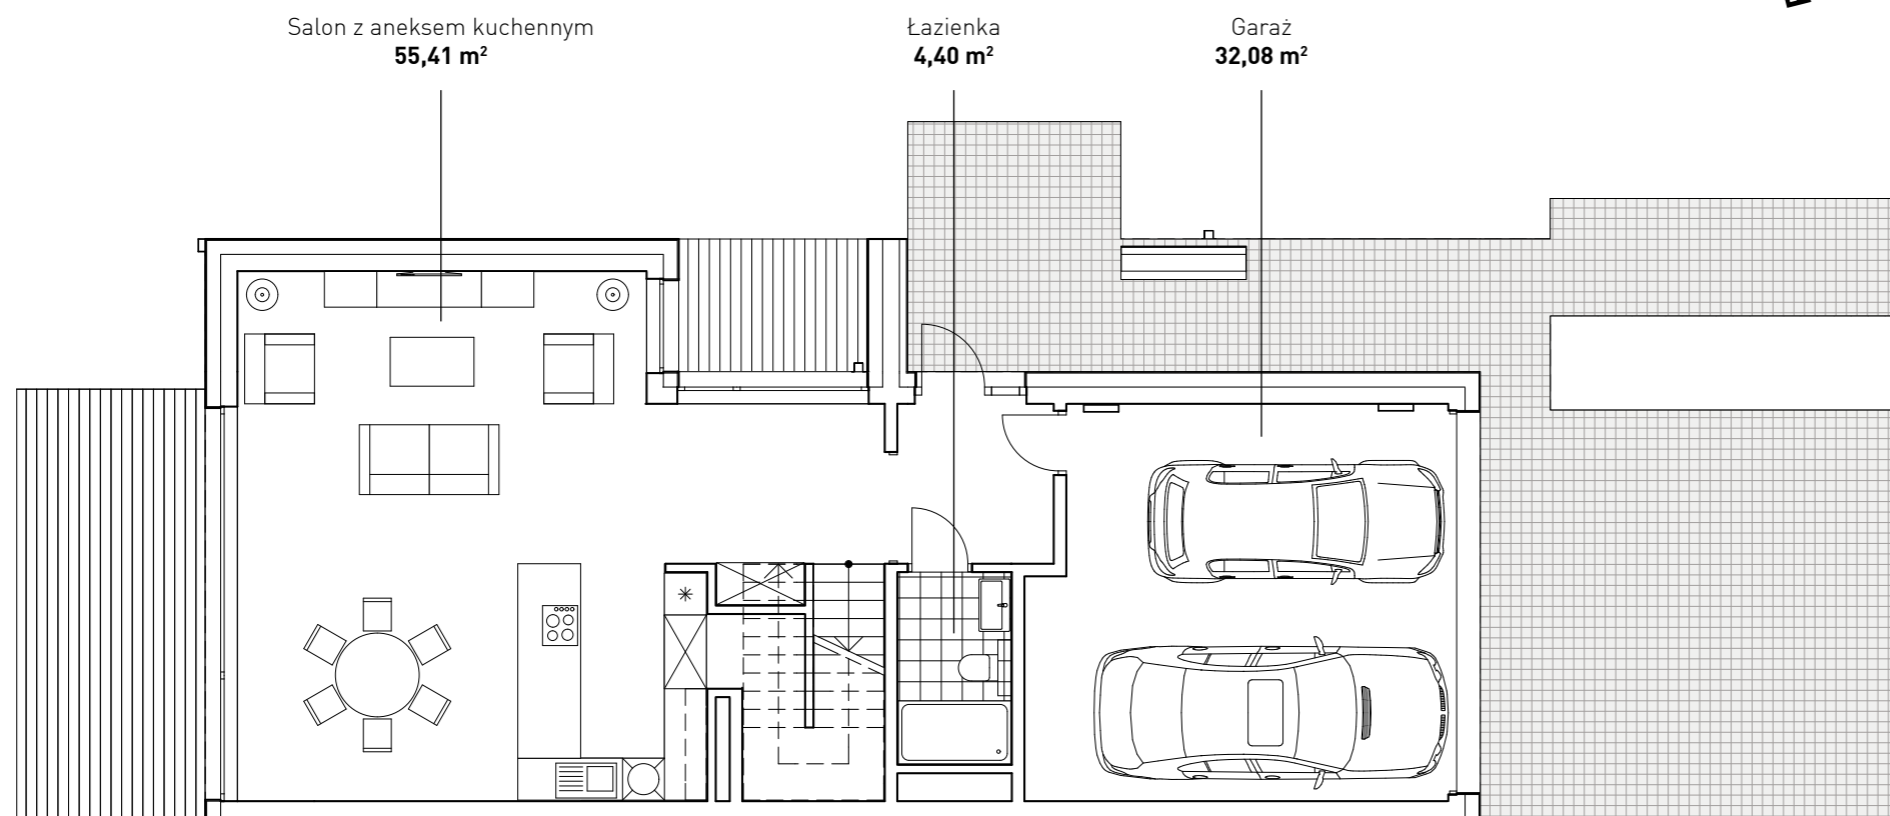 Salon z aneksem kuchennym
55,41 m²
Łazienka
4,40 m²
Garaż
32,08 m²